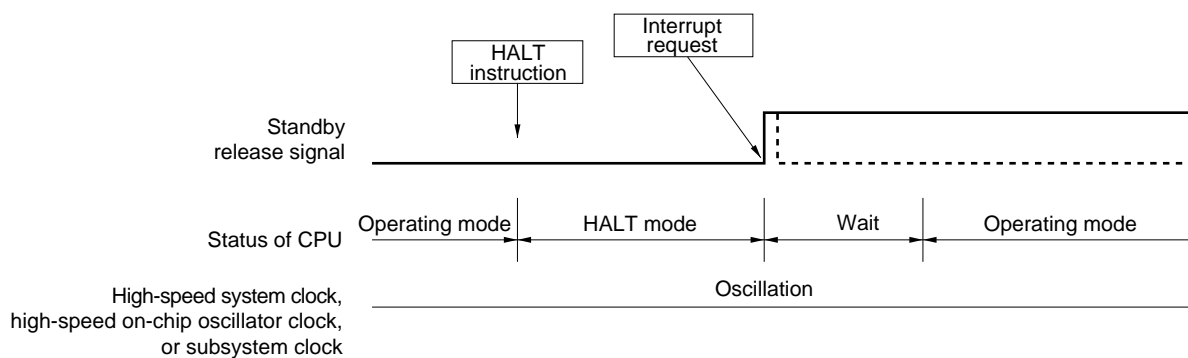 Interrupt
request
HALT
instruction
Standby
release signal
Status of CPU
Operating mode
HALT mode
Wait
Operating mode
High-speed system clock,
high-speed on-chip oscillator clock,
or subsystem clock
Oscillation